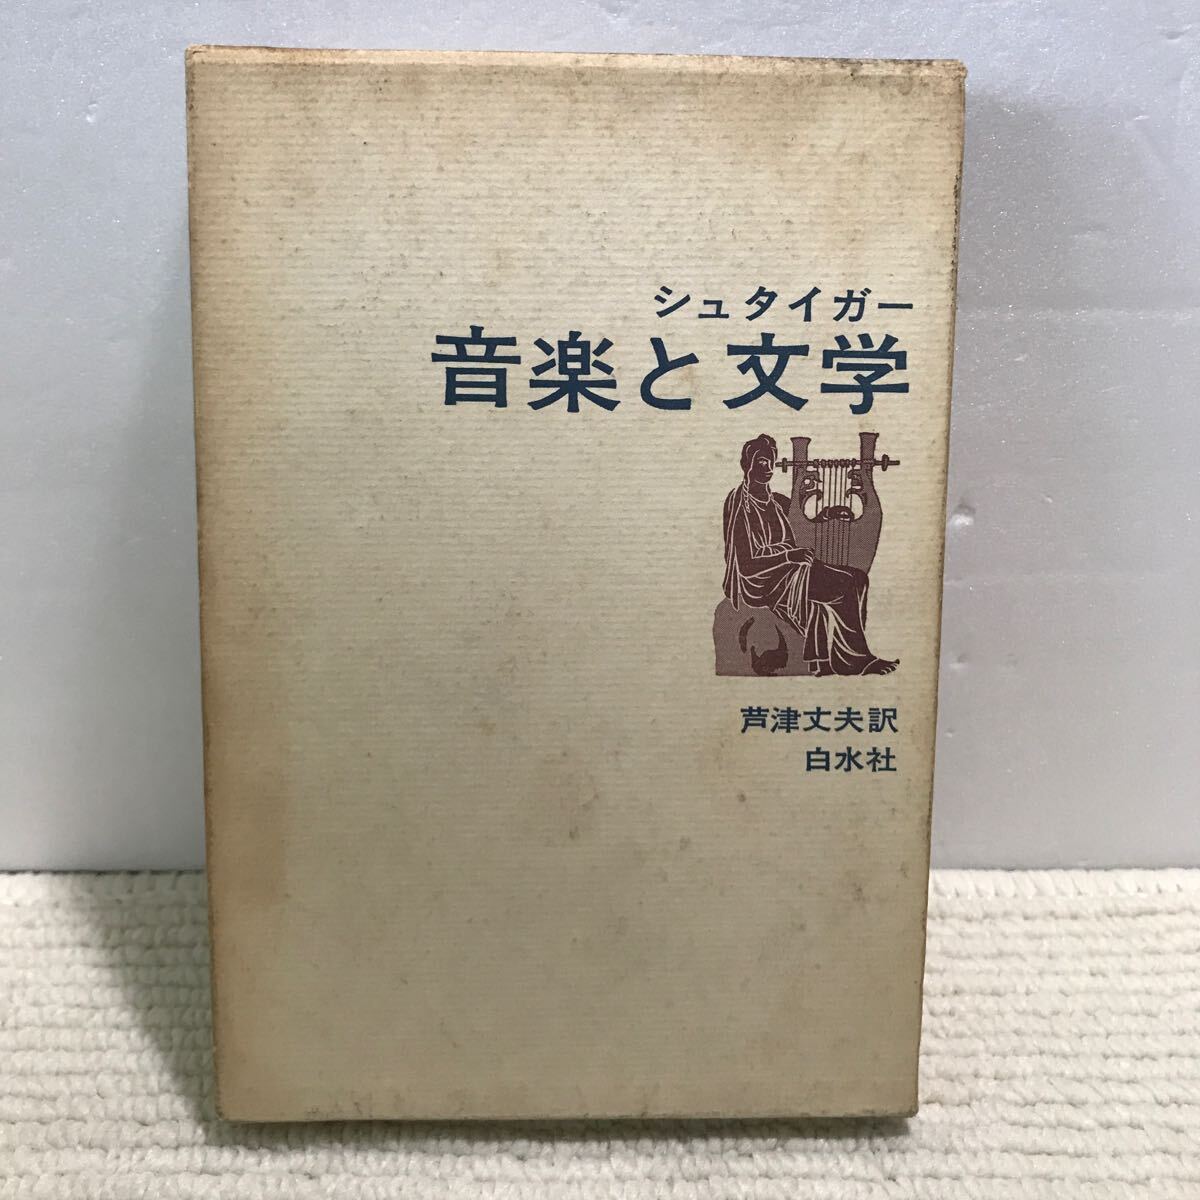 シュタイガー
音楽と文学
芦津丈夫訳
白水社